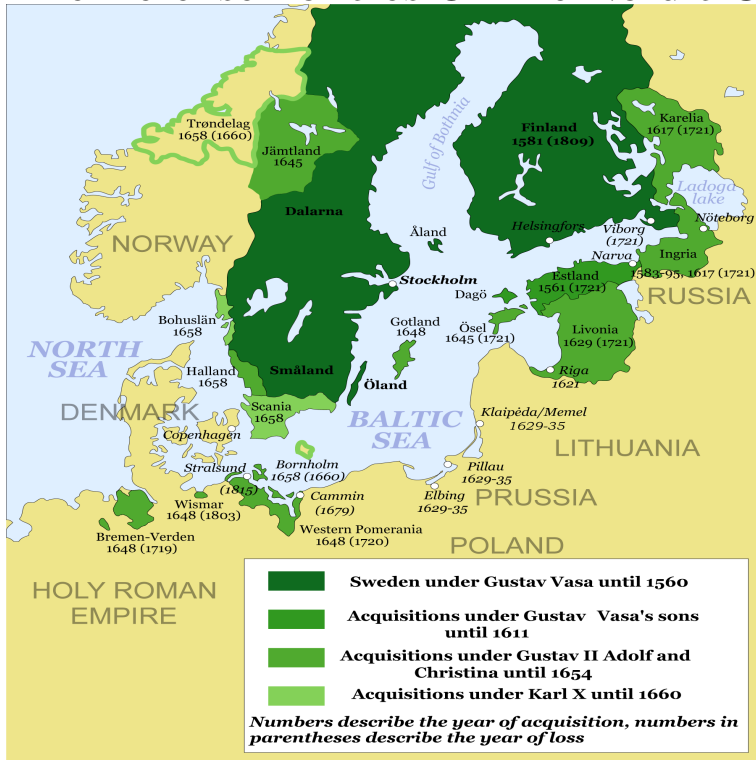 Trøndelag
1658 (1660)
Jämtland
1645
Gulf of Bothnia
Finland
1581 (1809)
Karelia
1617 (1721)
Ladoga
lake
Dalarna
Åland
Helsingfors
Viborg
(1721)
Nöteborg
NORWAY
Narva
Ingria
1583-95, 1617 (1721)
Stockholm
Estland
1561 (1721)
RUSSIA
Dagö
Bohuslän
1658
Gotland
1648
Ösel
1645 (1721)
Livonia
1629 (1721)
NORTH
SEA
Halland
1658
Småland
Öland
Riga
1621
DENMARK
Scania
1658
BALTIC
SEA
Klaipėda/Memel
1629-35
Copenhagen
LITHUANIA
Stralsund
(1815)
Bornholm
1658 (1660)
Pillau
1629-35
Wismar
1648 (1803)
Cammin
(1679)
Elbing
1629-35
PRUSSIA
Bremen-Verden
1648 (1719)
Western Pomerania
1648 (1720)
POLAND
HOLY ROMAN
EMPIRE
Sweden under Gustav Vasa until 1560
Acquisitions under Gustav Vasa's sons
until 1611
Acquisitions under Gustav II Adolf and
Christina until 1654
Acquisitions under Karl X until 1660
Numbers describe the year of acquisition, numbers in
parentheses describe the year of loss